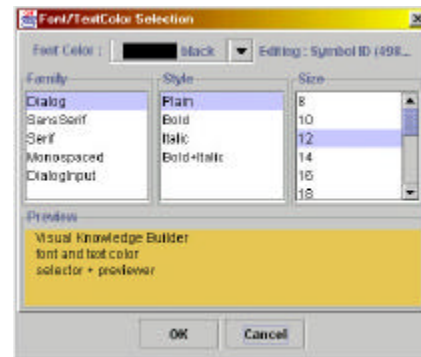 Font/TextColor Selection
Font Color : black Editing : Symbol ID (498...
Family
Dialog
SansSerif
Serif
Monospaced
DialogInput
Style
Plain
Bold
Italic
Bold+Italic
Size
8
10
12
14
16
18
Preview
Visual Knowledge Builder
font and text color
selector + previewer
OK Cancel